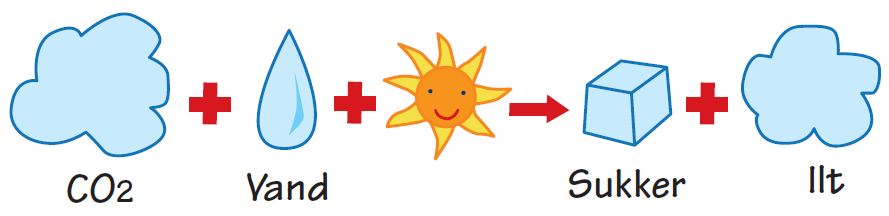 CO2 Vand Sukker Ilt